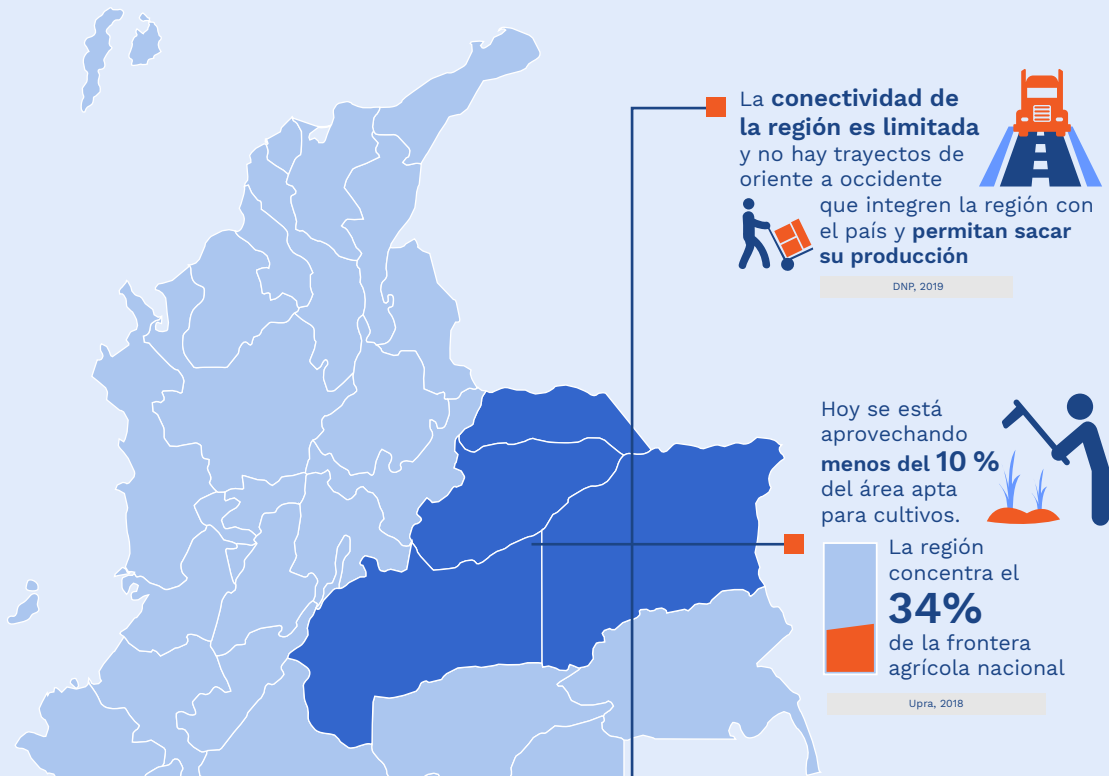 La conectividad de
la región es limitada
y no hay trayectos de
oriente a occidente
que integren la región con
el país y permitan sacar
su producción
DNP, 2019
Hoy se está
aprovechando
menos del 10 %
del área apta
para cultivos.
La región
concentra el
34%
de la frontera
agrícola nacional
Upra, 2018